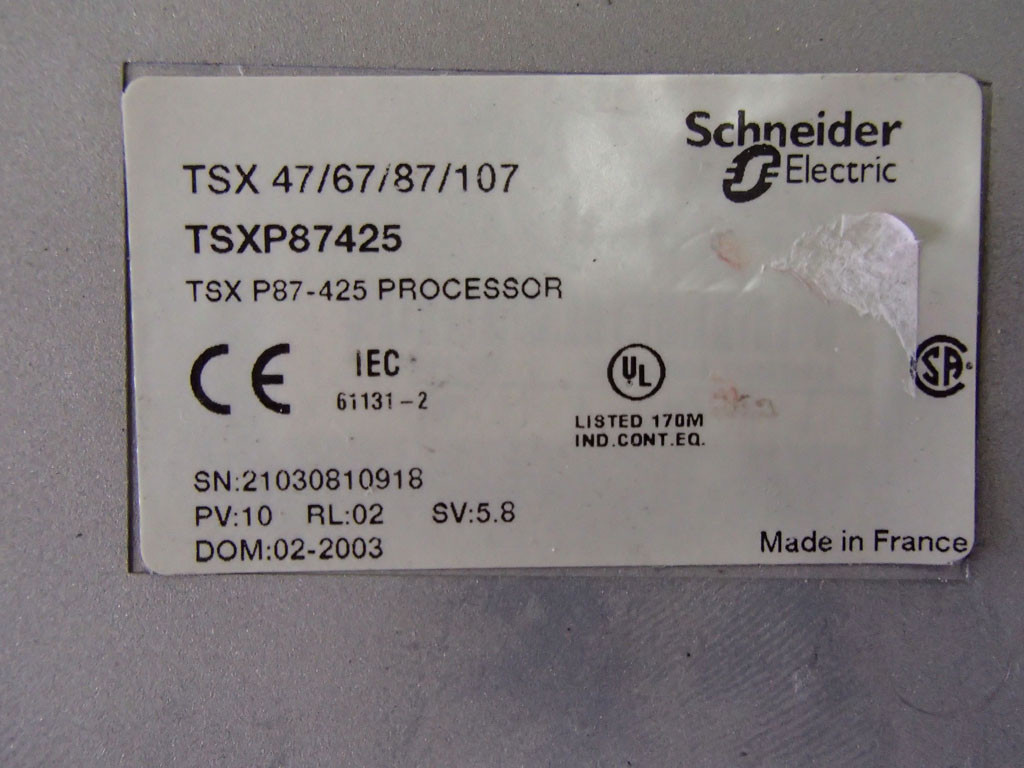 Schneider
Electric
TSX 47/67/87/107
TSXP87425
TSX P87-425 PROCESSOR
CE
IEC
61131-2
UL
LISTED 170M
IND.CONT.EQ.
SA
SN:21030810918
PV:10 RL:02 SV:5.8
DOM:02-2003
Made in France